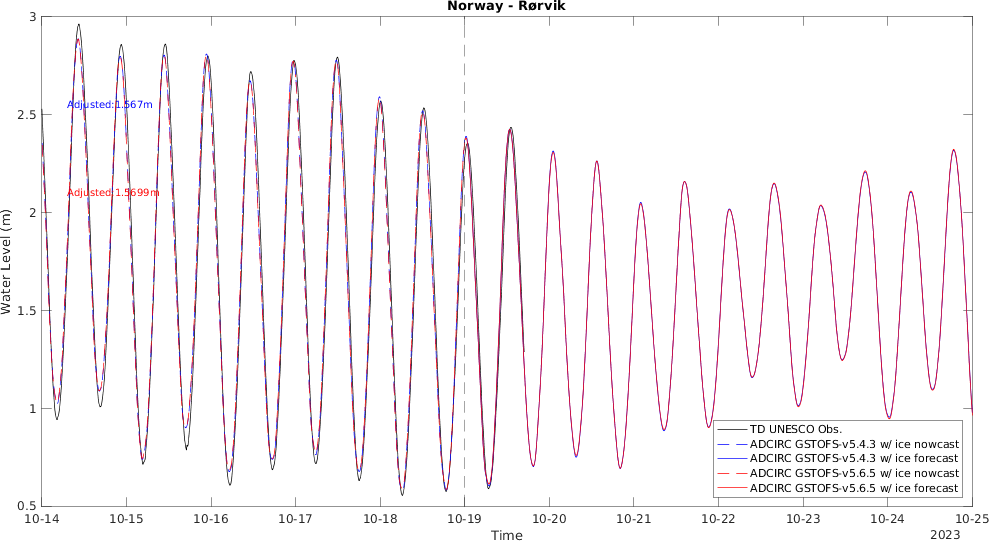 Norway - Rørvik
3
2.5
2
1.5
1
0.5
Water Level (m)
Adjusted:1.567m
Adjusted:1.5699m
TD UNESCO Obs.
ADCIRC GSTOFS-v5.4.3 w/ ice nowcast
ADCIRC GSTOFS-v5.4.3 w/ ice forecast
ADCIRC GSTOFS-v5.6.5 w/ ice nowcast
ADCIRC GSTOFS-v5.6.5 w/ ice forecast
10-14 10-15 10-16 10-17 10-18 10-19 10-20 10-21 10-22 10-23 10-24 10-25
Time
2023